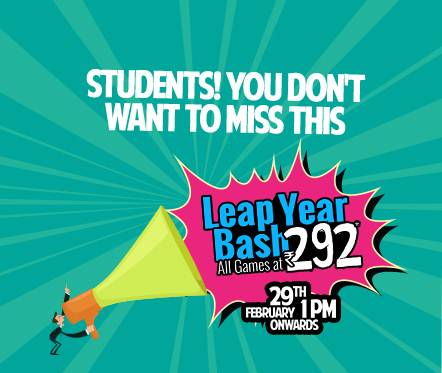 STUDENTS! YOU DON'T
WANT TO MISS THIS
Leap Year
Bash
All Games at ₹292*
29TH
FEBRUARY
1PM
ONWARDS